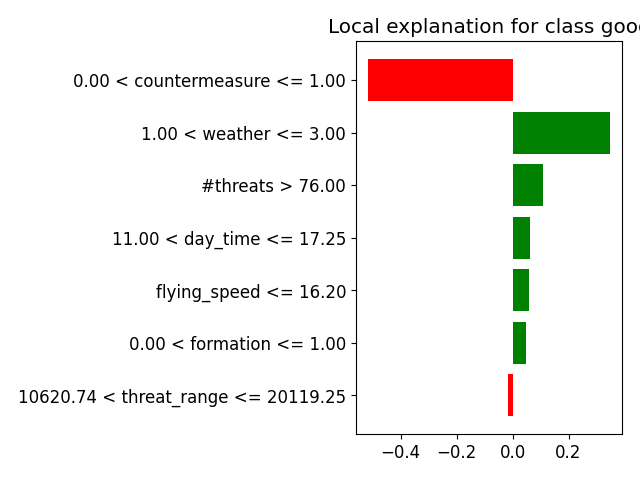 Local explanation for class goo
0.00 < countermeasure <= 1.00
1.00 < weather <= 3.00
#threats > 76.00
11.00 < day_time <= 17.25
flying_speed <= 16.20
0.00 < formation <= 1.00
10620.74 < threat_range <= 20119.25
−0.4 −0.2 0.0 0.2